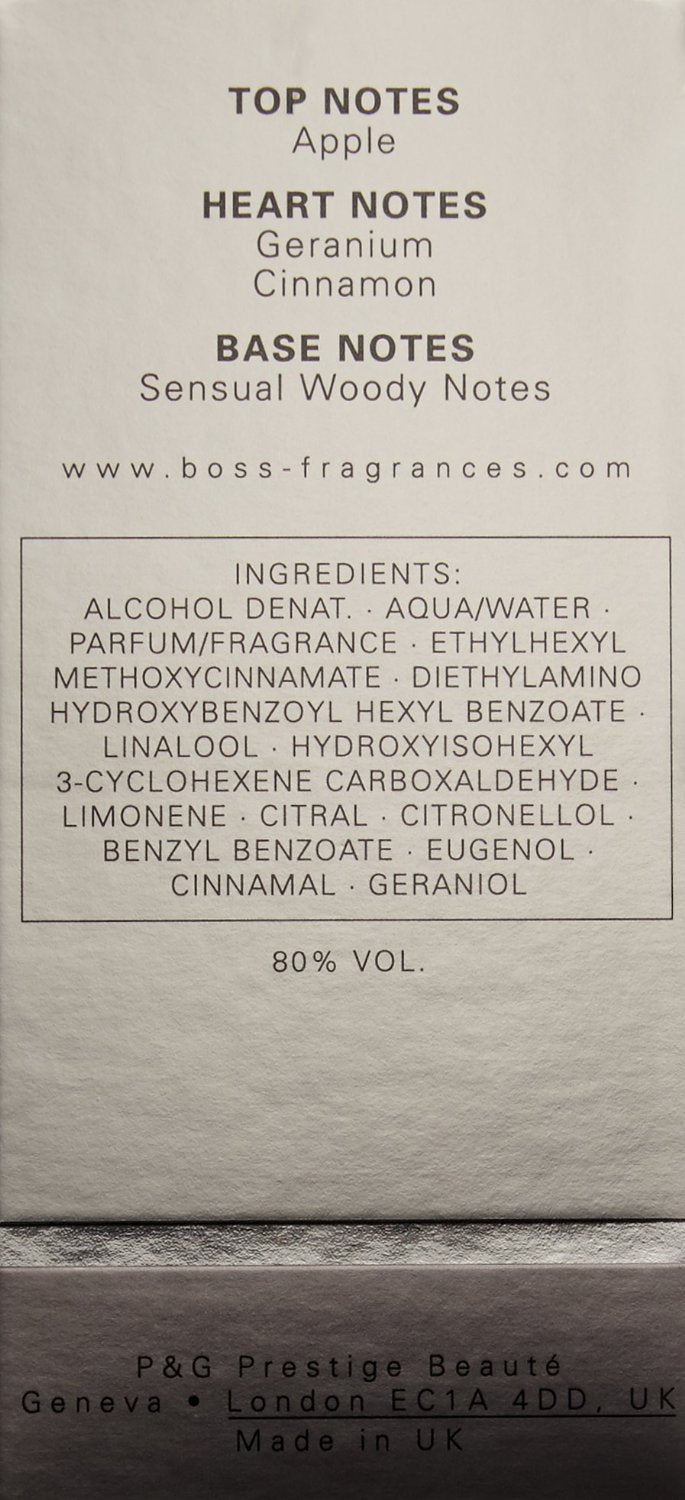 TOP NOTES
Apple
HEART NOTES
Geranium
Cinnamon
BASE NOTES
Sensual Woody Notes
www.boss-fragrances.com
INGREDIENTS:
ALCOHOL DENAT. · AQUA/WATER ·
PARFUM/FRAGRANCE · ETHYLHEXYL
METHOXYCINNAMATE · DIETHYLAMINO
HYDROXYBENZOYL HEXYL BENZOATE ·
LINALOOL · HYDROXYISOHEXYL
3-CYCLOHEXENE CARBOXALDEHYDE ·
LIMONENE · CITRAL · CITRONELLOL ·
BENZYL BENZOATE · EUGENOL ·
CINNAMAL · GERANIOL
80% VOL.
P&G Prestige Beauté
Geneva • London EC1A 4DD, UK
Made in UK